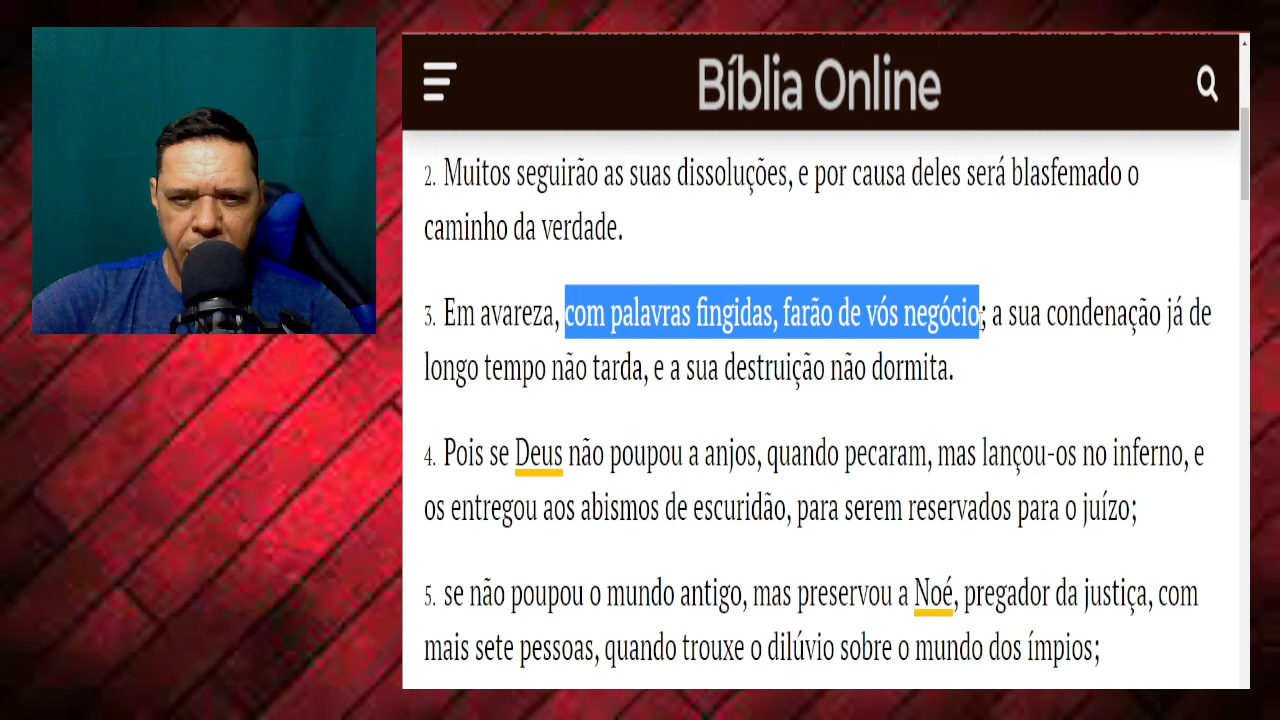 Bíblia Online
2. Muitos seguirão as suas dissoluções, e por causa deles será blasfemado o
caminho da verdade.
3. Em avareza, com palavras fingidas, farão de vós negócio; a sua condenação já de
longo tempo não tarda, e a sua destruição não dormita.
4. Pois se Deus não poupou a anjos, quando pecaram, mas lançou-os no inferno, e
os entregou aos abismos de escuridão, para serem reservados para o juízo;
5. se não poupou o mundo antigo, mas preservou a Noé, pregador da justiça, com
mais sete pessoas, quando trouxe o dilúvio sobre o mundo dos ímpios;